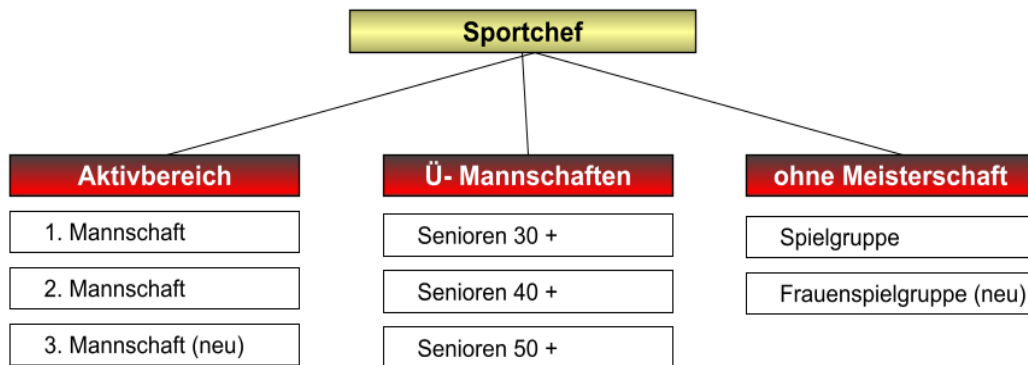 Sportchef
Aktivbereich
1. Mannschaft
2. Mannschaft
3. Mannschaft (neu)
Ü- Mannschaften
Senioren 30 +
Senioren 40 +
Senioren 50 +
ohne Meisterschaft
Spielgruppe
Frauenspielgruppe (neu)